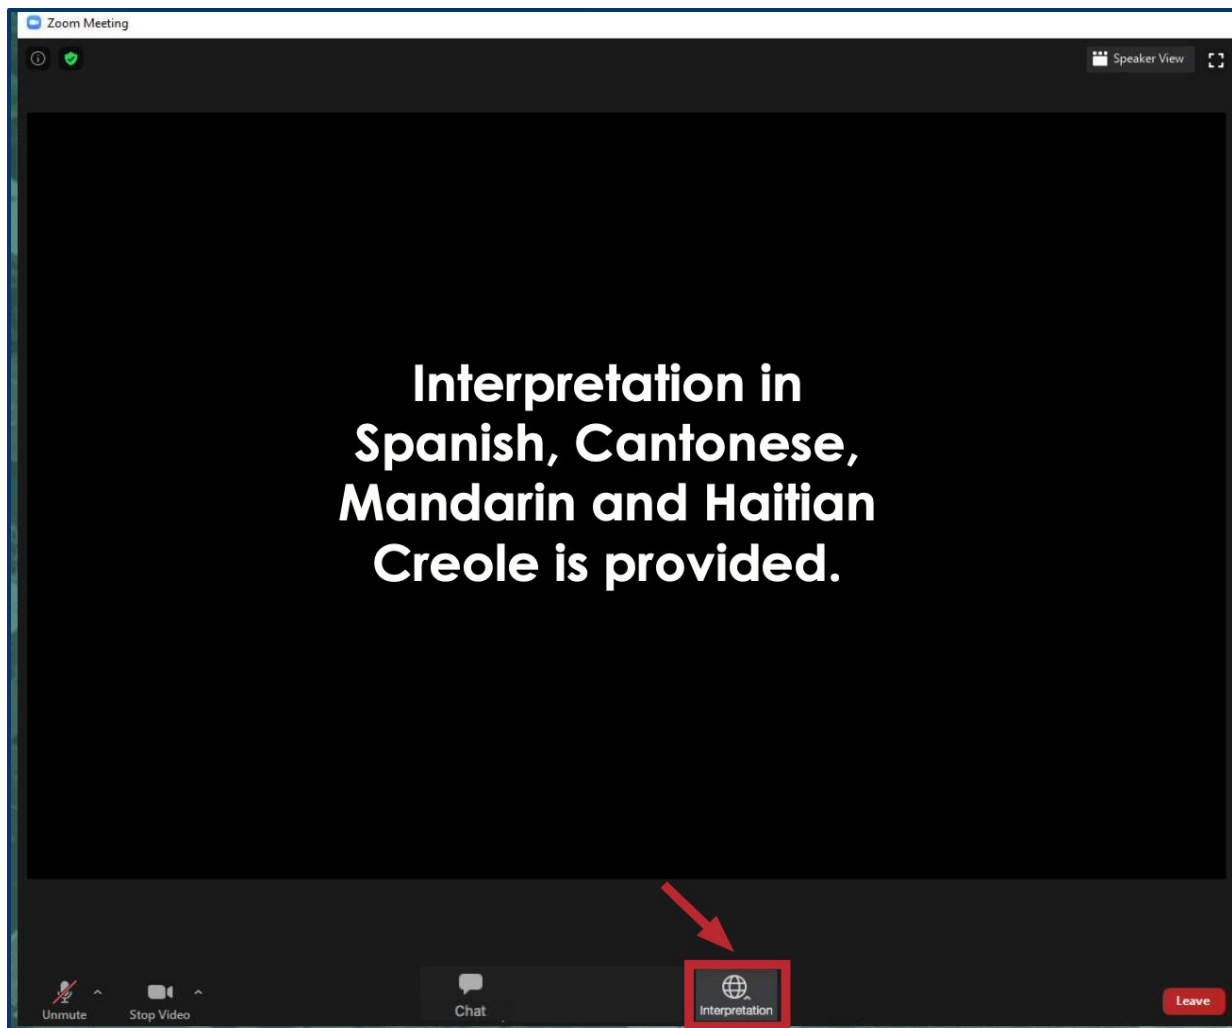 Zoom Meeting
Speaker View
Interpretation in
Spanish, Cantonese,
Mandarin and Haitian
Creole is provided.
Unmute
Stop Video
Chat
Interpretation
Leave